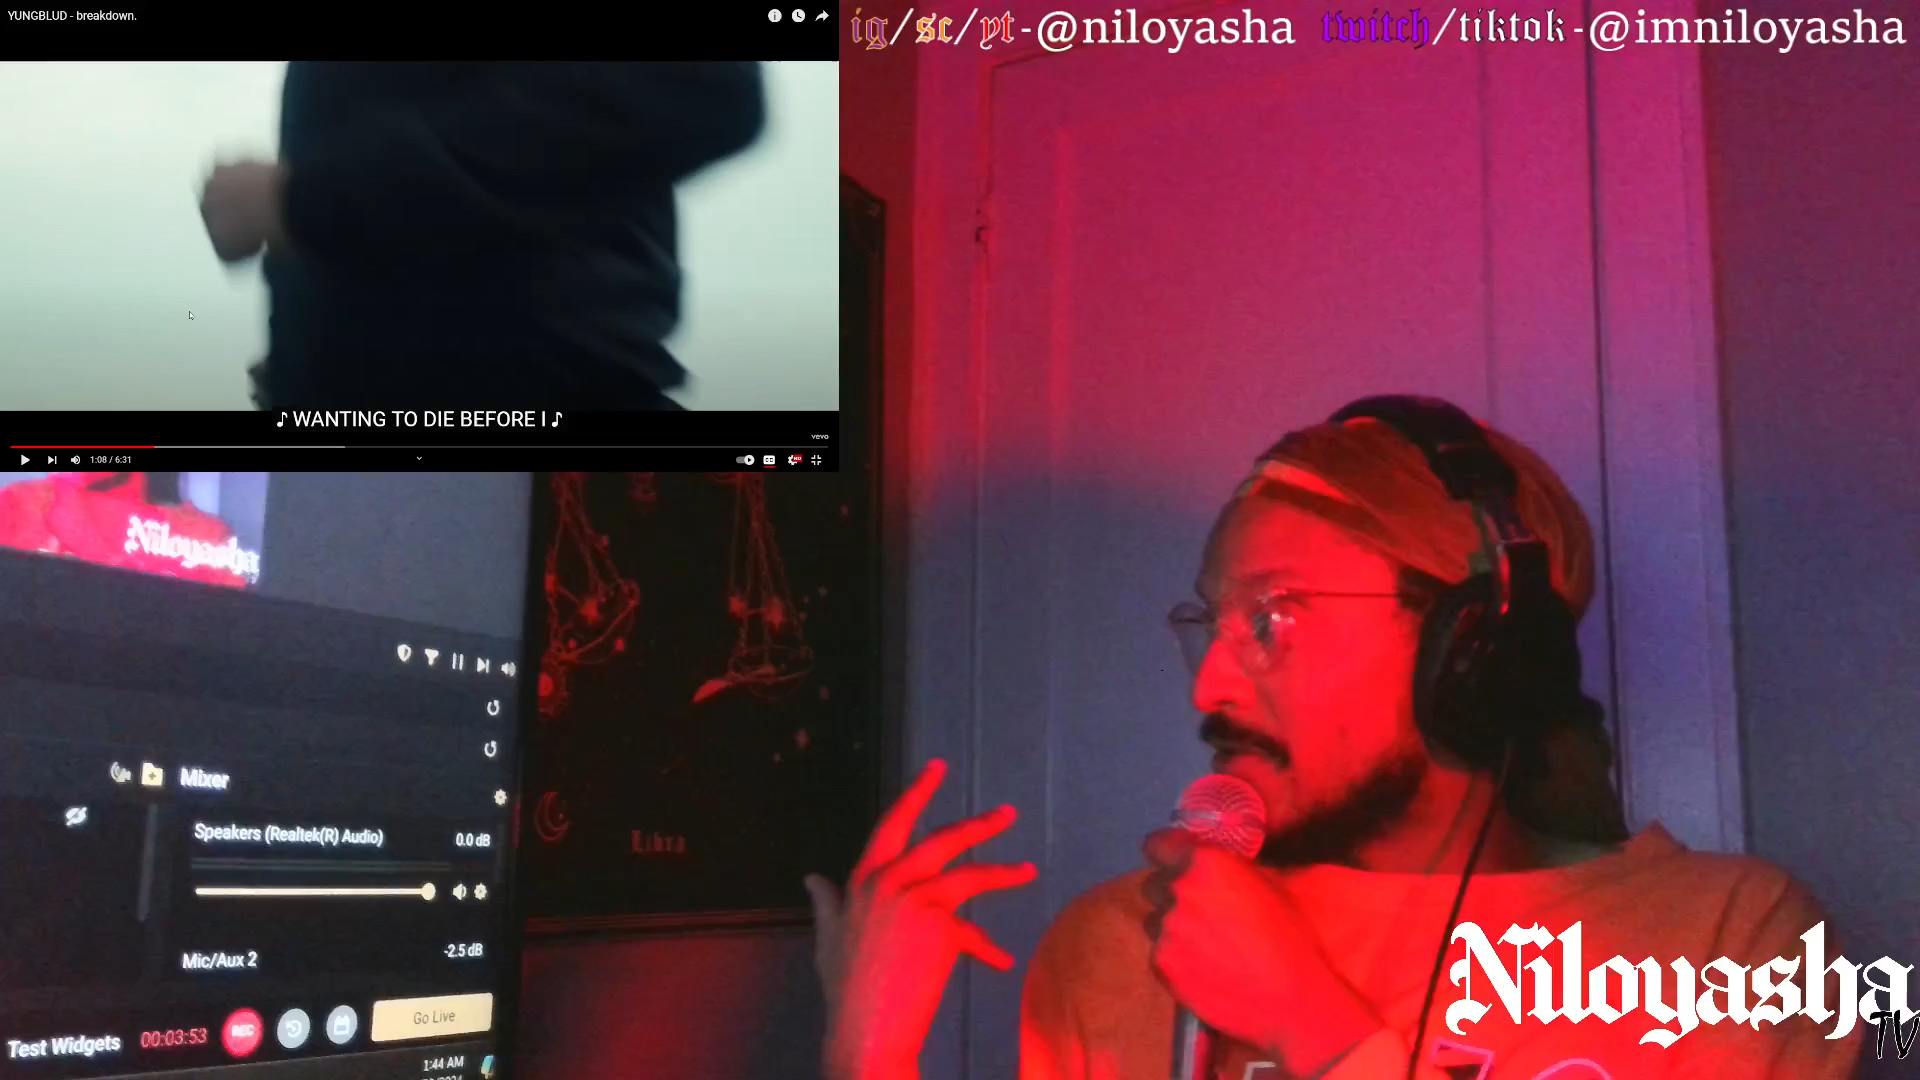 YUNGBLUD - breakdown.
ig/sc/yt-@niloyasha twitch/tiktok-@imniloyasha
♪ WANTING TO DIE BEFORE I ♪
vevo
1:08 / 6:31
Niloyasha
Mixer
Speakers (Realtek(R) Audio) 0.0 dB
Libra
Mic/Aux 2 -2.5 dB
Test Widgets 00:03:53 REC Go Live
1:44 AM
Niloyasha
TV